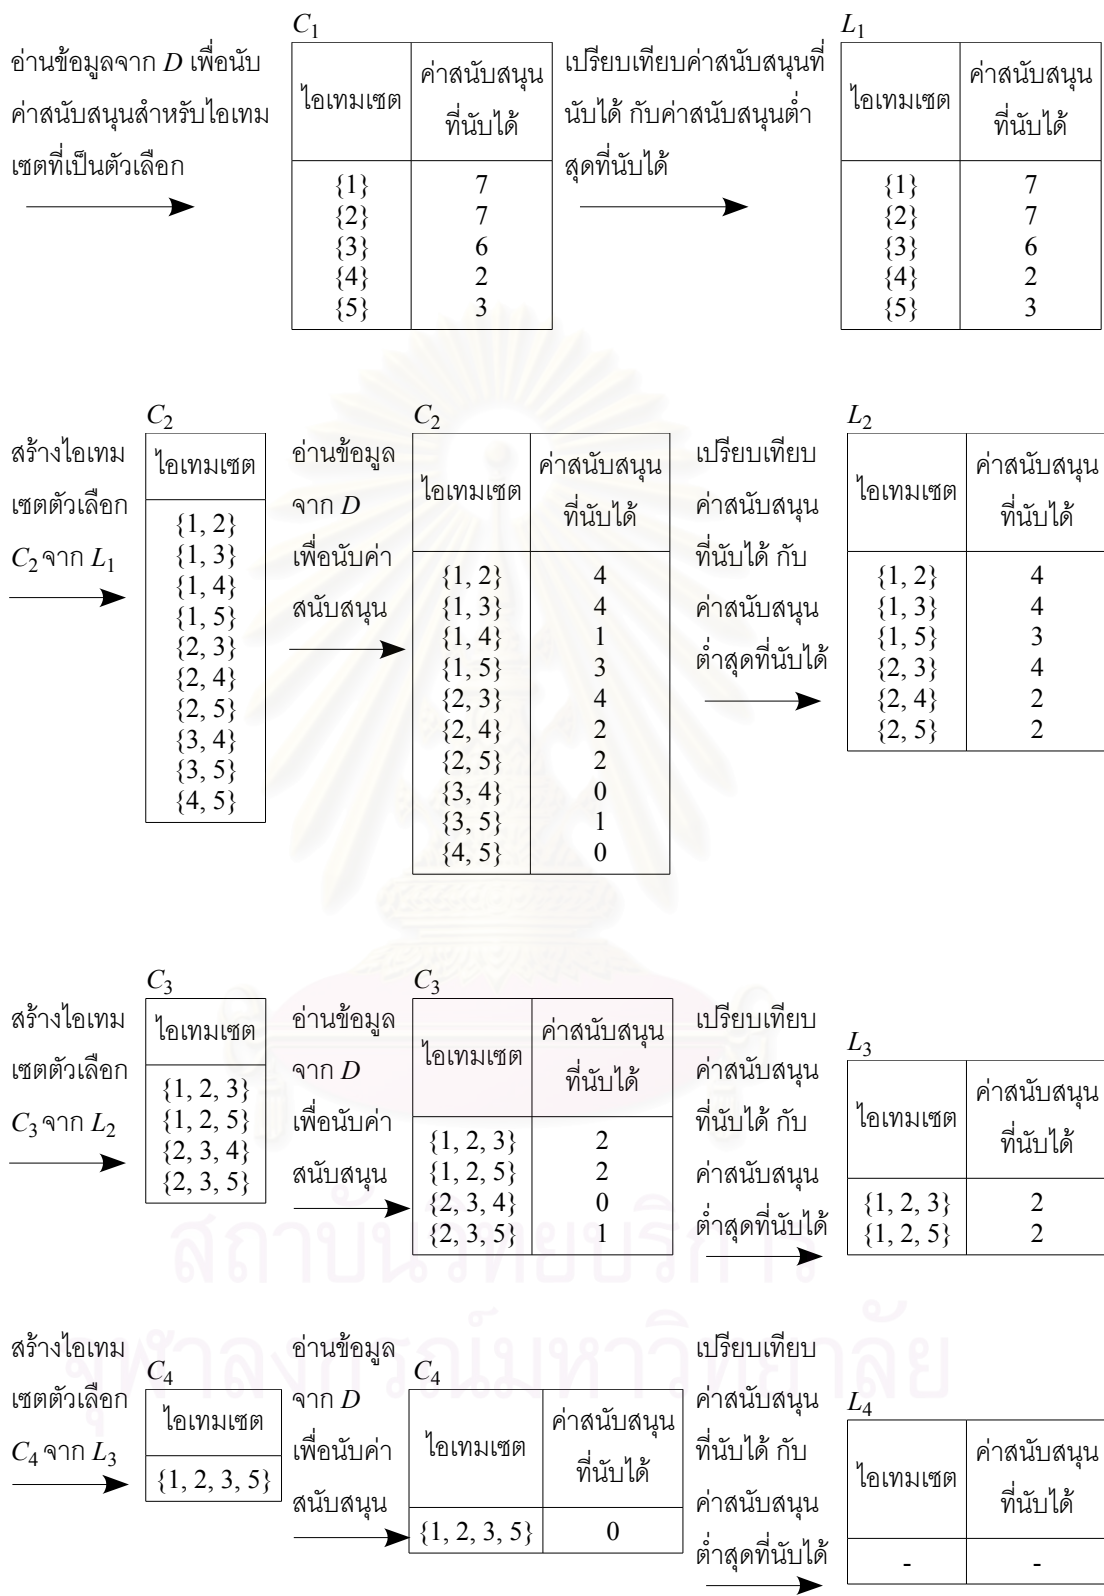 อ่านข้อมูลจาก D เพื่อนับ
ค่าสนับสนุนสำหรับไอเทม
เซตที่เป็นตัวเลือก
C1
ไอเทมเซต ค่าสนับสนุน
ที่นับได้
{1} 7
{2} 7
{3} 6
{4} 2
{5} 3
เปรียบเทียบค่าสนับสนุนที่
นับได้ กับค่าสนับสนุนต่ำ
สุดที่นับได้
L1
ไอเทมเซต ค่าสนับสนุน
ที่นับได้
{1} 7
{2} 7
{3} 6
{4} 2
{5} 3
สร้างไอเทม
เซตตัวเลือก
C2 จาก L1
C2
ไอเทมเซต
{1, 2}
{1, 3}
{1, 4}
{1, 5}
{2, 3}
{2, 4}
{2, 5}
{3, 4}
{3, 5}
{4, 5}
อ่านข้อมูล
จาก D
เพื่อนับค่า
สนับสนุน
C2
ไอเทมเซต ค่าสนับสนุน
ที่นับได้
{1, 2} 4
{1, 3} 4
{1, 4} 1
{1, 5} 3
{2, 3} 4
{2, 4} 2
{2, 5} 2
{3, 4} 0
{3, 5} 1
{4, 5} 0
เปรียบเทียบ
ค่าสนับสนุน
ที่นับได้ กับ
ค่าสนับสนุน
ต่ำสุดที่นับได้
L2
ไอเทมเซต ค่าสนับสนุน
ที่นับได้
{1, 2} 4
{1, 3} 4
{1, 5} 3
{2, 3} 4
{2, 4} 2
{2, 5} 2
สร้างไอเทม
เซตตัวเลือก
C3 จาก L2
C3
ไอเทมเซต
{1, 2, 3}
{1, 2, 5}
{2, 3, 4}
{2, 3, 5}
อ่านข้อมูล
จาก D
เพื่อนับค่า
สนับสนุน
C3
ไอเทมเซต ค่าสนับสนุน
ที่นับได้
{1, 2, 3} 2
{1, 2, 5} 2
{2, 3, 4} 0
{2, 3, 5} 1
เปรียบเทียบ
ค่าสนับสนุน
ที่นับได้ กับ
ค่าสนับสนุน
ต่ำสุดที่นับได้
L3
ไอเทมเซต ค่าสนับสนุน
ที่นับได้
{1, 2, 3} 2
{1, 2, 5} 2
สถาบันวิทยบริการ
จุฬาลงกรณ์มหาวิทยาลัย
สร้างไอเทม
เซตตัวเลือก
C4 จาก L3
C4
ไอเทมเซต
{1, 2, 3, 5}
อ่านข้อมูล
จาก D
เพื่อนับค่า
สนับสนุน
C4
ไอเทมเซต ค่าสนับสนุน
ที่นับได้
{1, 2, 3, 5} 0
เปรียบเทียบ
ค่าสนับสนุน
ที่นับได้ กับ
ค่าสนับสนุน
ต่ำสุดที่นับได้
L4
ไอเทมเซต ค่าสนับสนุน
ที่นับได้
- -